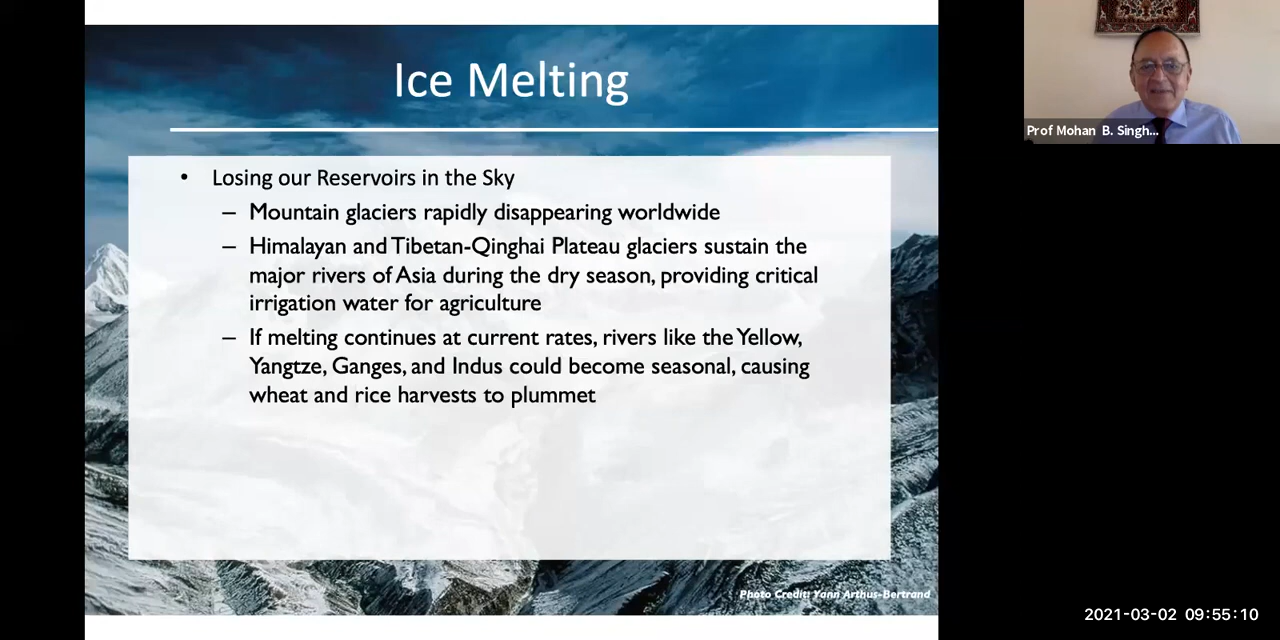 Ice Melting
• Losing our Reservoirs in the Sky
– Mountain glaciers rapidly disappearing worldwide
– Himalayan and Tibetan-Qinghai Plateau glaciers sustain the
major rivers of Asia during the dry season, providing critical
irrigation water for agriculture
– If melting continues at current rates, rivers like the Yellow,
Yangtze, Ganges, and Indus could become seasonal, causing
wheat and rice harvests to plummet
Photo Credit: Yann Arthus-Bertrand
Prof Mohan B. Singh...
2021-03-02 09:55:10